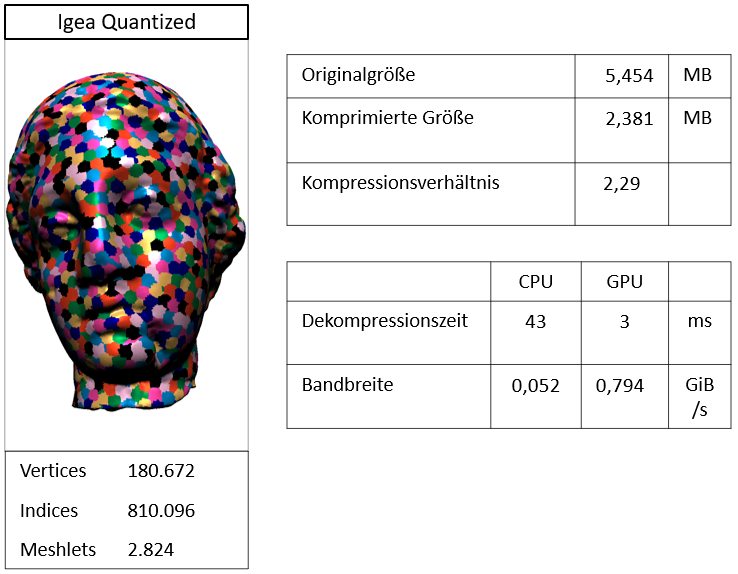 Igea Quantized
Originalgröße 5,454 MB
Komprimierte Größe 2,381 MB
Kompressionsverhältnis 2,29
CPU GPU
Dekompressionszeit 43 3 ms
Bandbreite 0,052 0,794 GiB
/s
Vertices 180.672
Indices 810.096
Meshlets 2.824